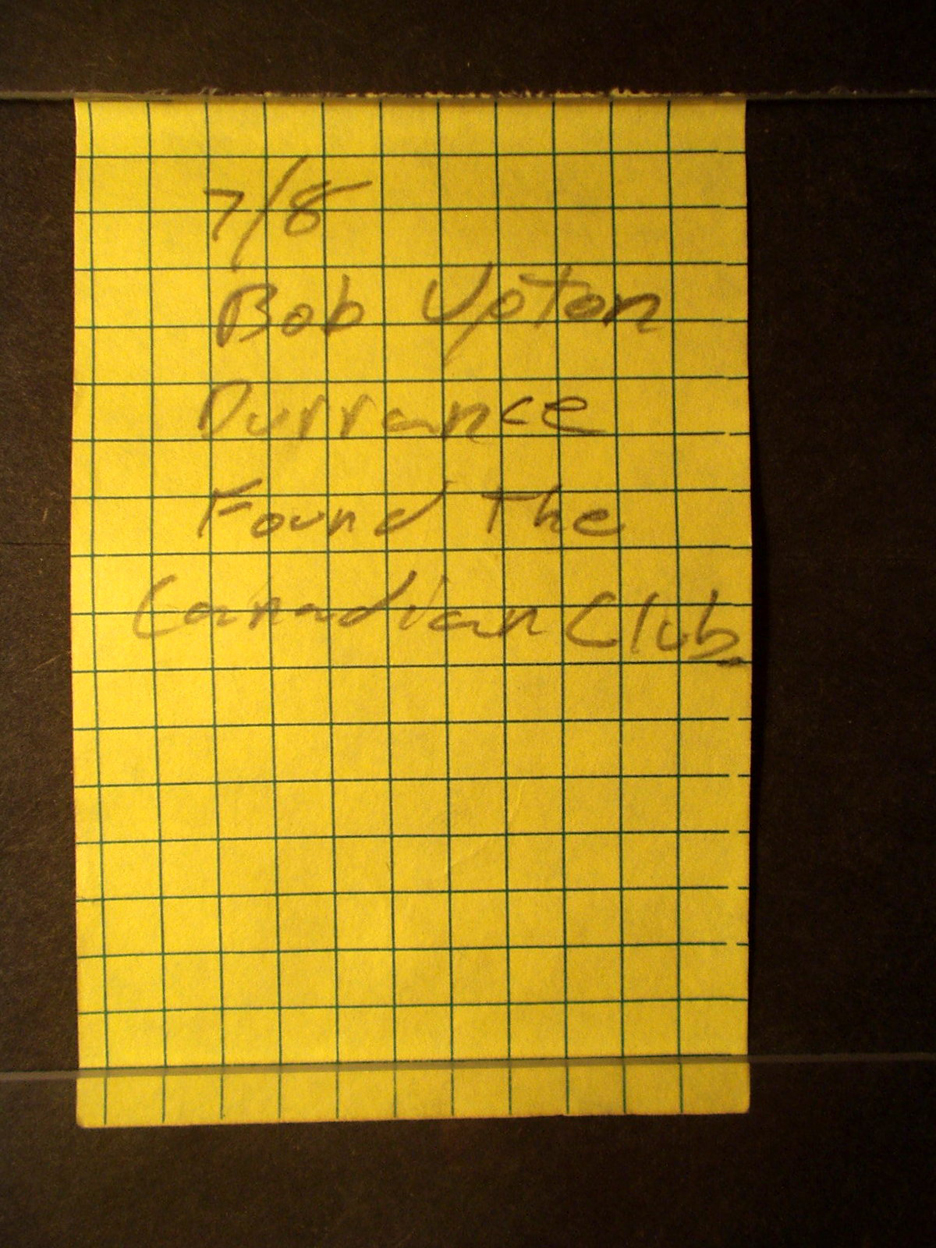 7/8
Bob Upton
Durrance
Found the
Canadian Club